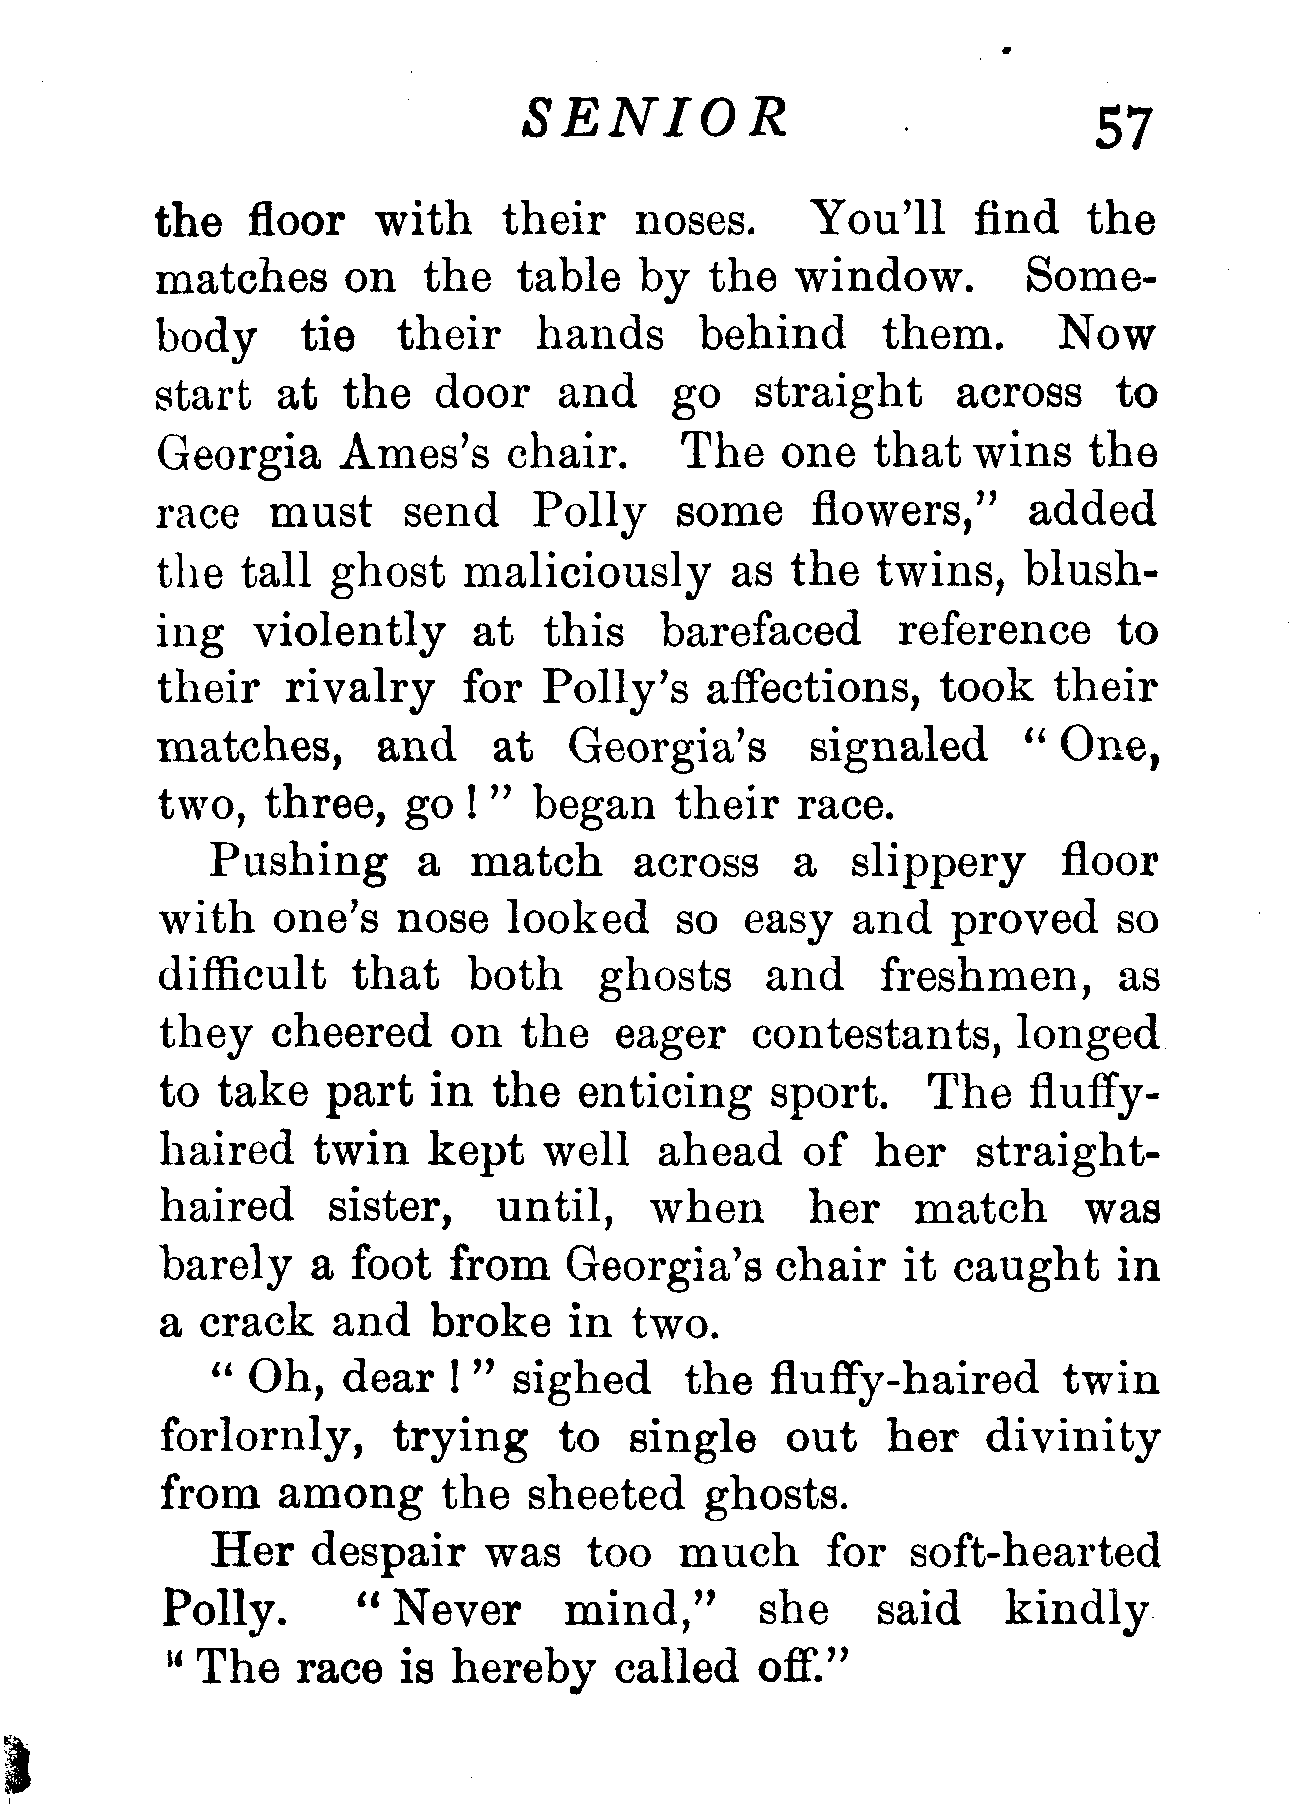 SENIOR 57
the floor with their noses. You'll find the
matches on the table by the window. Some-
body tie their hands behind them. Now
start at the door and go straight across to
Georgia Ames's chair. The one that wins the
race must send Polly some flowers," added
the tall ghost maliciously as the twins, blush-
ing violently at this barefaced reference to
their rivalry for Polly's affections, took their
matches, and at Georgia's signaled " One,
two, three, go ! " began their race.
Pushing a match across a slippery floor
with one's nose looked so easy and proved so
difficult that both ghosts and freshmen, as
they cheered on the eager contestants, longed
to take part in the enticing sport. The fluffy-
haired twin kept well ahead of her straight-
haired sister, until, when her match was
barely a foot from Georgia's chair it caught in
a crack and broke in two.
" Oh, dear ! " sighed the fluffy-haired twin
forlornly, trying to single out her divinity
from among the sheeted ghosts.
Her despair was too much for soft-hearted
Polly. " Never mind," she said kindly
" The race is hereby called off."